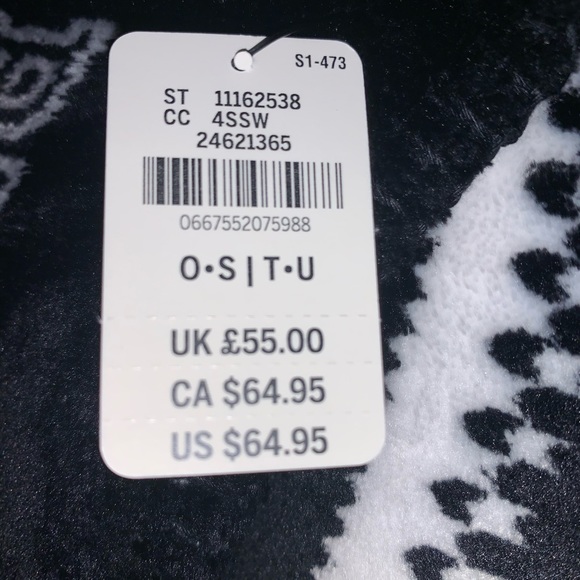 S1-473
ST 11162538
CC 4SSW
24621365
0667552075988
O•S|T•U
UK £55.00
CA $64.95
US $64.95